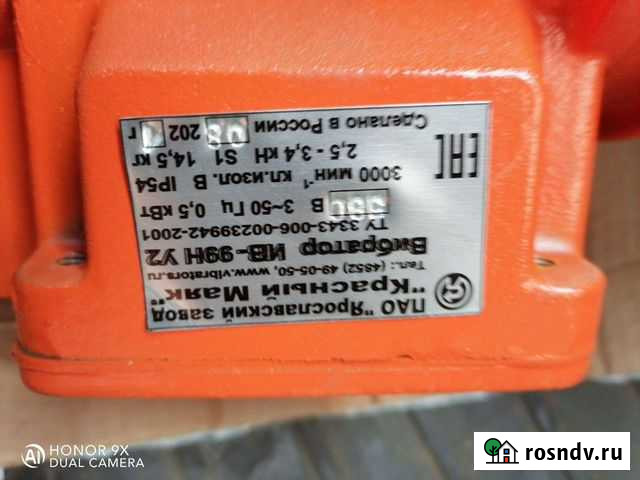 ПАО "Ярославский завод
"Красный Маяк"
Тел.: (4852) 49-05-50, www.vibrators.ru
Вибратор ИВ-99Н У2
ТУ 3343-006-00239942-2001
В 3~50 Гц 0,5 кВт
3000 мин⁻¹ Кл.изол. В IP54
2,5 - 3,4 кН S1 14,5 кг
Сделано в России 08 202 г
ЕАС
HONOR 9X
DUAL CAMERA
AI
rosndv.ru